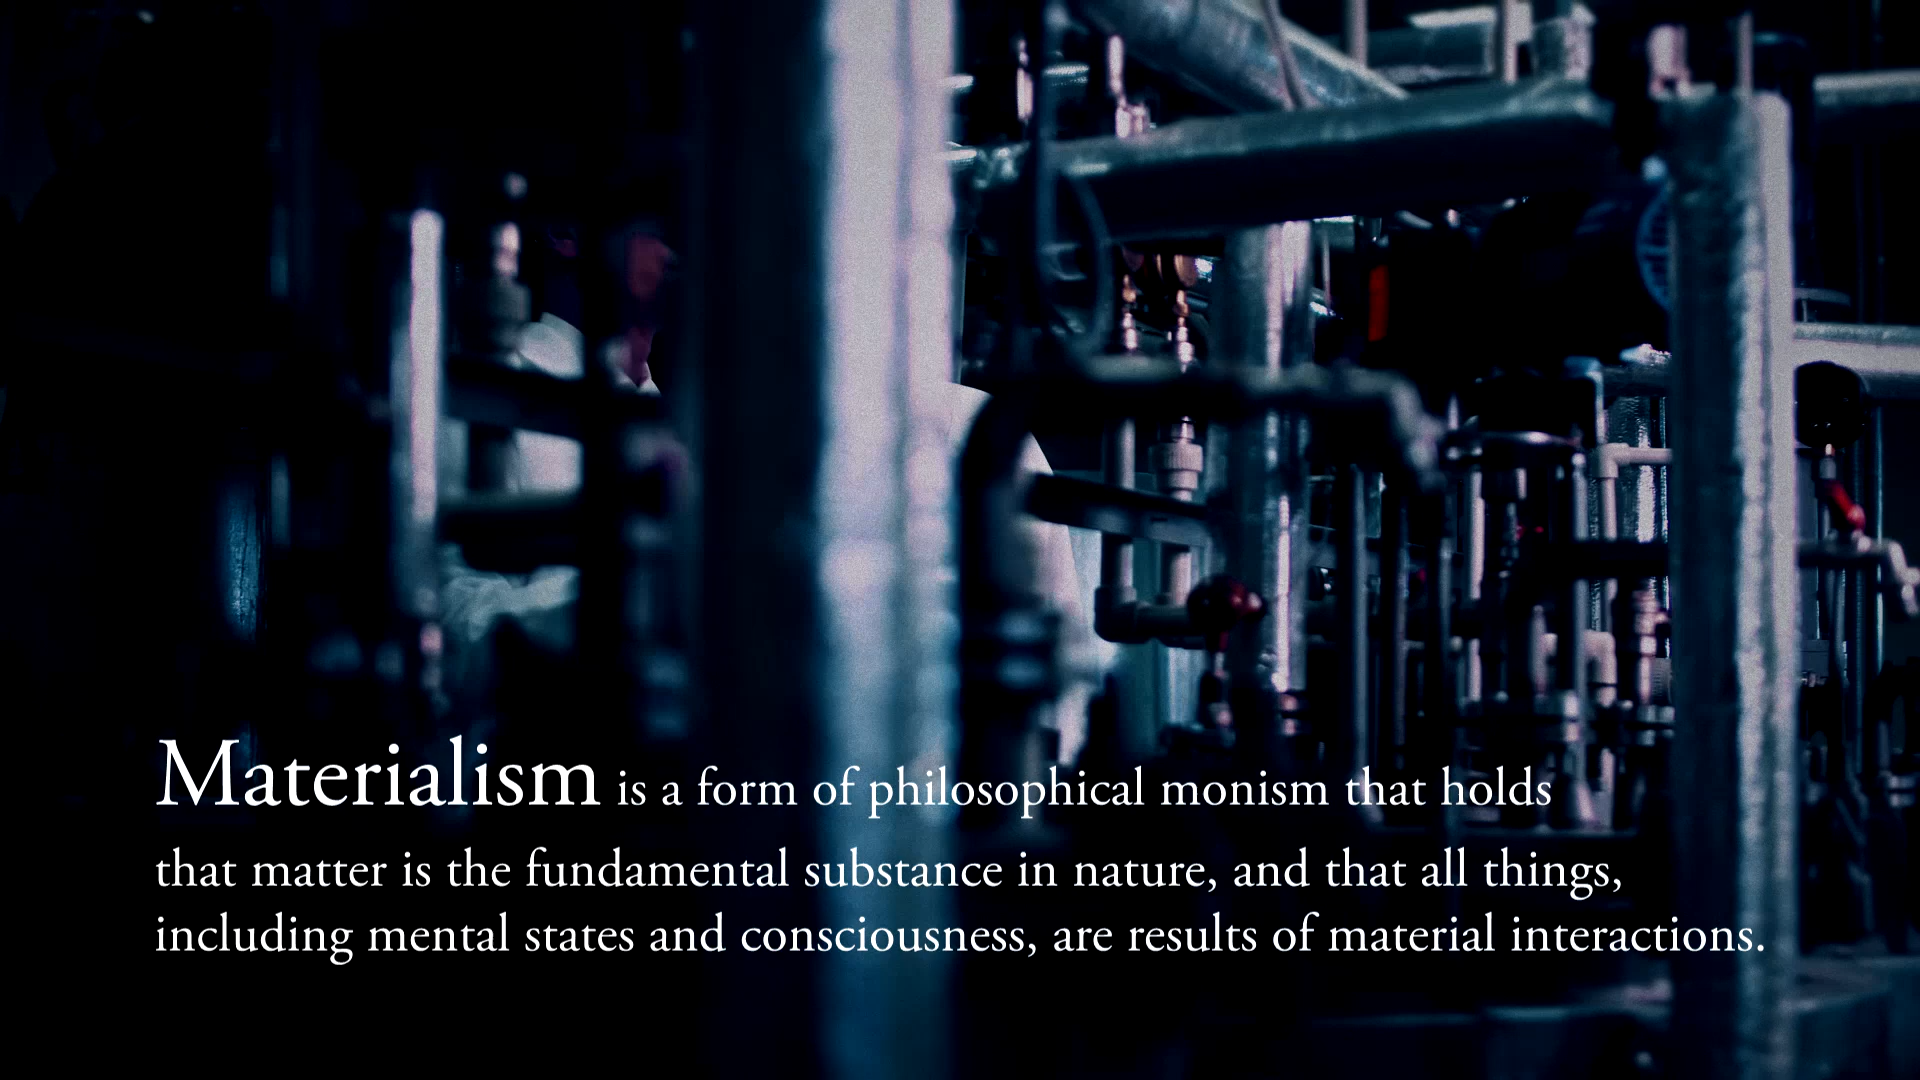 Materialism is a form of philosophical monism that holds
that matter is the fundamental substance in nature, and that all things,
including mental states and consciousness, are results of material interactions.